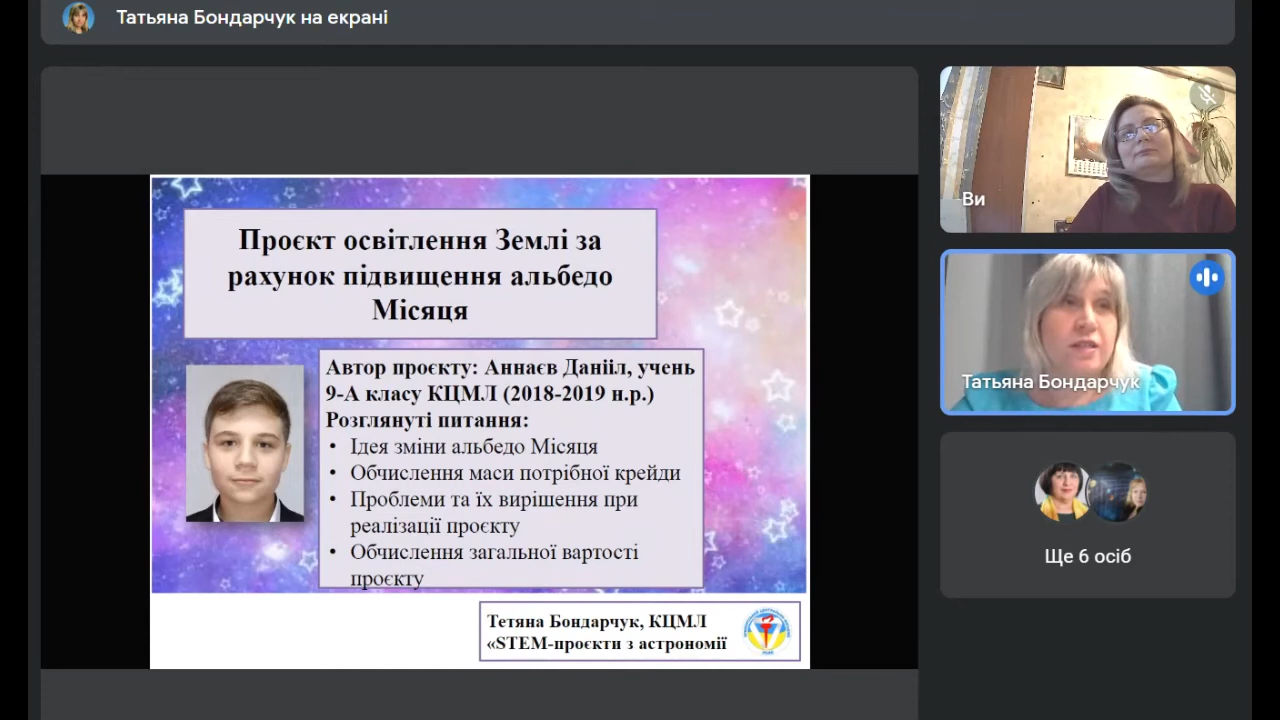 Татьяна Бондарчук на екрані
Проєкт освітлення Землі за
рахунок підвищення альбедо
Місяця
Автор проєкту: Аннаєв Данііл, учень
9-А класу КЦМЛ (2018-2019 н.р.)
Розглянуті питання:
• Ідея зміни альбедо Місяця
• Обчислення маси потрібної крейди
• Проблеми та їх вирішення при
реалізації проєкту
• Обчислення загальної вартості
проєкту
Тетяна Бондарчук, КЦМЛ
«STEM-проєкти з астрономії
Ви
Татьяна Бондарчук
Ще 6 осіб